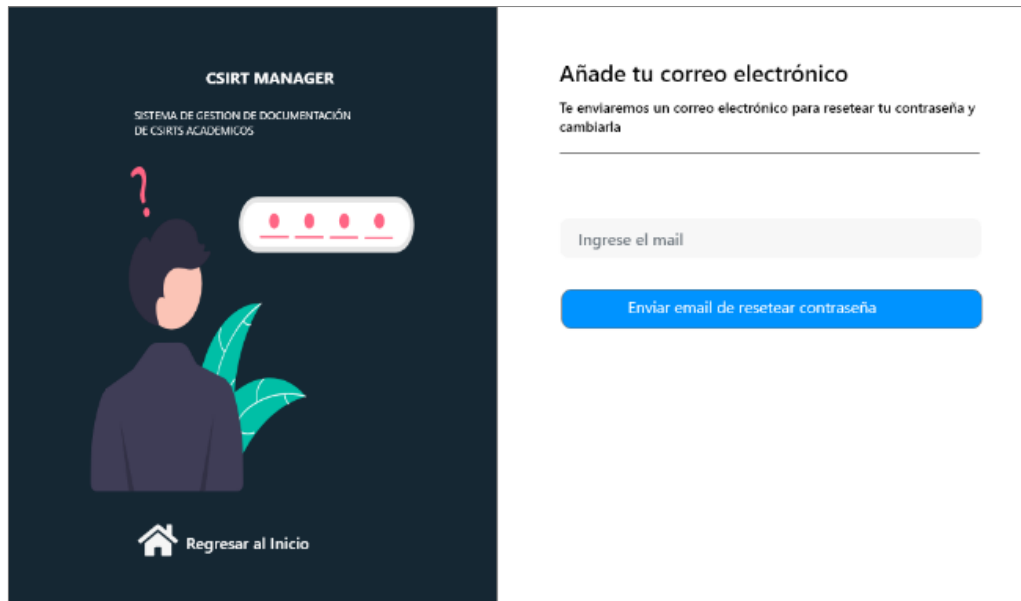 CSIRT MANAGER
SISTEMA DE GESTION DE DOCUMENTACIÓN
DE CSIRTS ACADEMICOS
?
Regresar al Inicio
Añade tu correo electrónico
Te enviaremos un correo electrónico para resetear tu contraseña y
cambiarla
Ingrese el mail
Enviar email de resetear contraseña